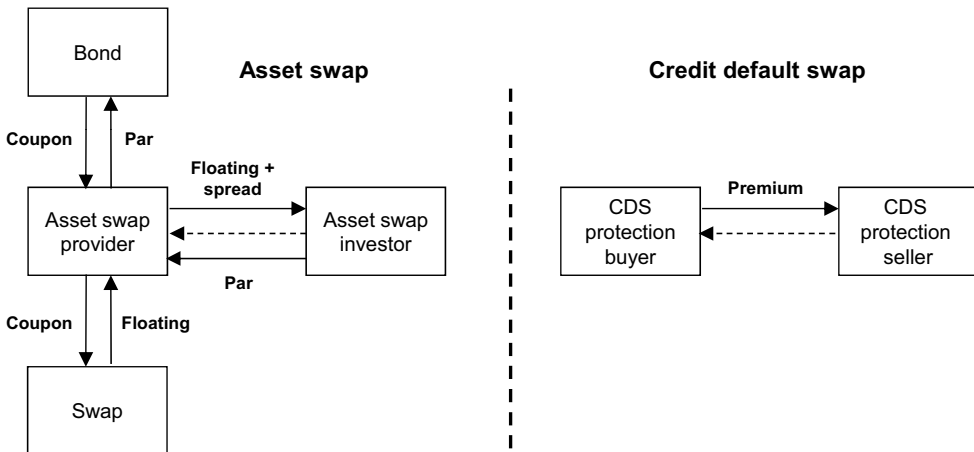 Bond
Asset swap
Credit default swap
Coupon
Par
Floating +
spread
Premium
Asset swap
provider
Asset swap
investor
CDS
protection
buyer
CDS
protection
seller
Par
Coupon
Floating
Swap